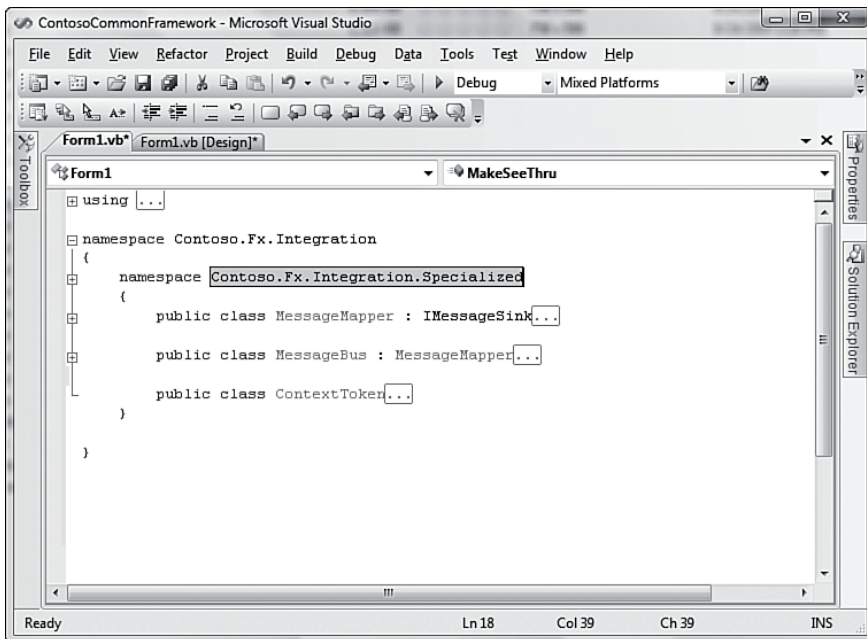 ContosoCommonFramework - Microsoft Visual Studio
File Edit View Refactor Project Build Debug Data Tools Test Window Help
Debug Mixed Platforms
Toolbox
Form1.vb* Form1.vb [Design]*
Form1 MakeSeeThru
using ...
namespace Contoso.Fx.Integration
{
namespace Contoso.Fx.Integration.Specialized
{
public class MessageMapper : IMessageSink...
public class MessageBus : MessageMapper...
public class ContextToken...
}
}
Properties
Solution Explorer
Ready Ln 18 Col 39 Ch 39 INS